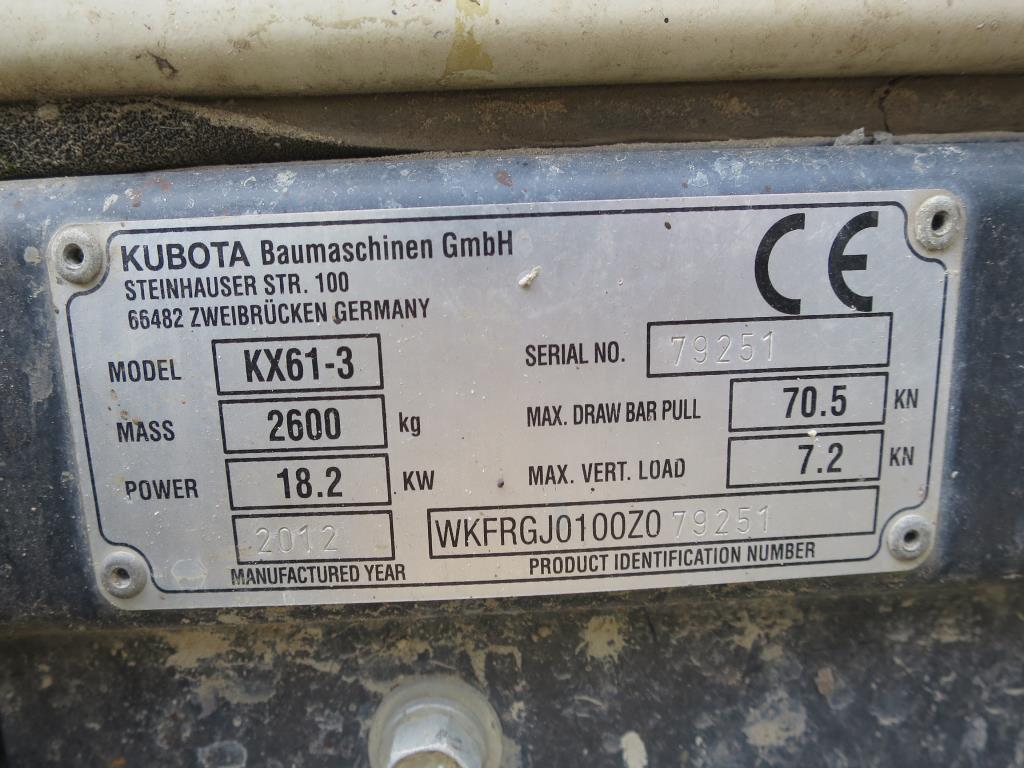 KUBOTA Baumaschinen GmbH
STEINHAUSER STR. 100
66482 ZWEIBRÜCKEN GERMANY
CE
MODEL KX61-3
SERIAL NO. 79251
MASS 2600 kg
MAX. DRAW BAR PULL 70.5 KN
POWER 18.2 KW
MAX. VERT. LOAD 7.2 KN
2012
MANUFACTURED YEAR
WKFRGJ0100Z079251
PRODUCT IDENTIFICATION NUMBER